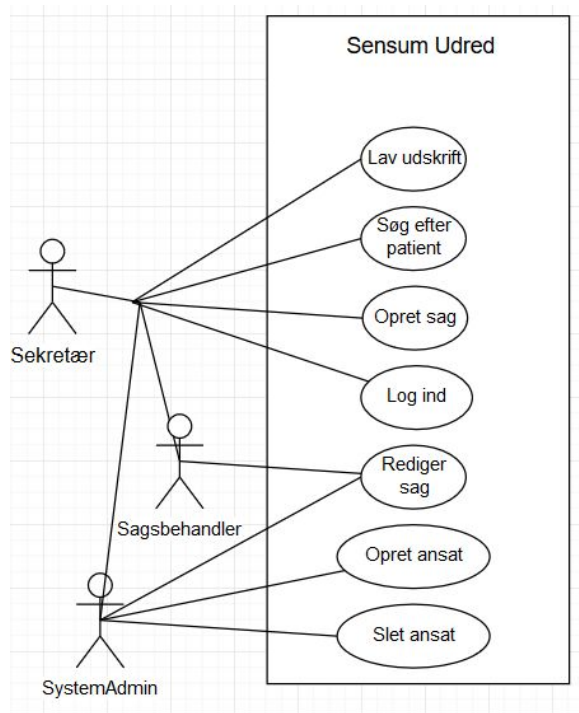 Sensum Udred
Lav udskrift
Søg efter
patient
Opret sag
Sekretær
Log ind
Rediger
sag
Sagsbehandler
Opret ansat
Slet ansat
SystemAdmin